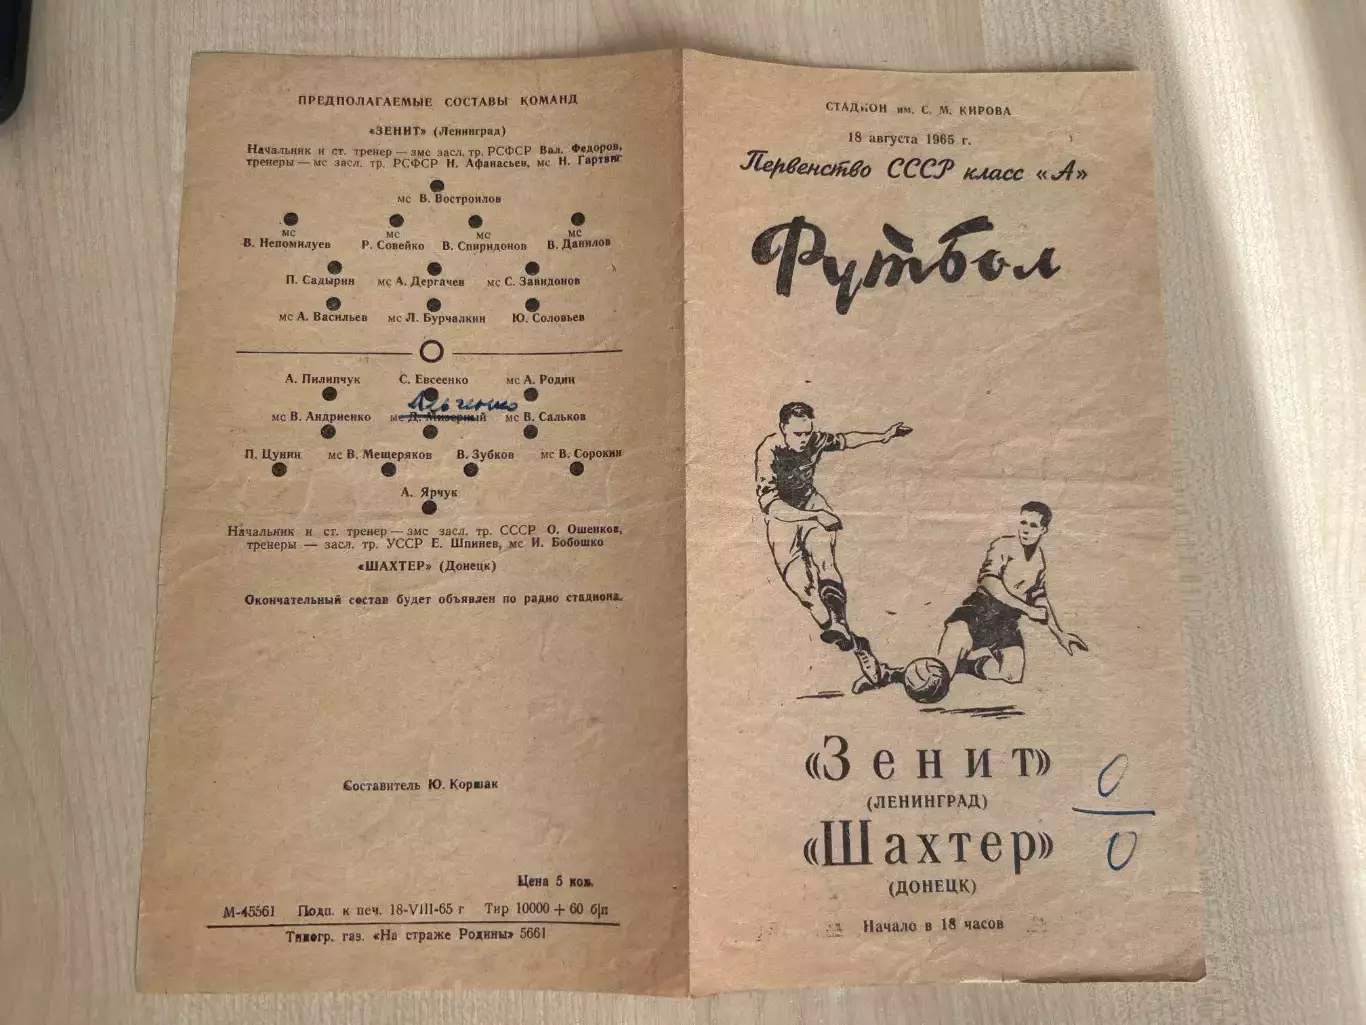 ПРЕДПОЛАГАЕМЫЕ СОСТАВЫ КОМАНД
«ЗЕНИТ» (Ленинград)
Начальник и ст. тренер — змс засл. тр. РСФСР Вал. Федоров,
тренеры — мс засл. тр. РСФСР Н. Афанасьев, мс Н. Гартвиг
мс В. Востроилов
мс мс мс мс
В. Непомилуев Р. Совейко В. Спиридонов В. Данилов
П. Садырин мс А. Дергачев мс С. Завидонов
мс А. Васильев мс Л. Бурчалкин Ю. Соловьев
А. Пилипчук С. Евсеенко мс А. Родин
мс В. Андриенко мс Д. Мизерный мс В. Сальков
П. Цунин мс В. Мещеряков В. Зубков мс В. Сорокин
А. Ярчук
Начальник и ст. тренер — змс засл. тр. СССР О. Ошенков,
тренеры — засл. тр. УССР Е. Шпинев, мс И. Бобошко
«ШАХТЕР» (Донецк)
Окончательный состав будет объявлен по радио стадиона.
Составитель Ю. Коршак
Цена 5 коп.
М-45561 Подп. к печ. 18-VIII-65 г Тир 10000 + 60 б|п
Типогр. газ. «На страже Родины» 5661
СТАДИОН им. С. М. КИРОВА
18 августа 1965 г.
Первенство СССР класс «А»
Футбол
«Зенит» 0
(ЛЕНИНГРАД)
«Шахтер» 0
(ДОНЕЦК)
Начало в 18 часов